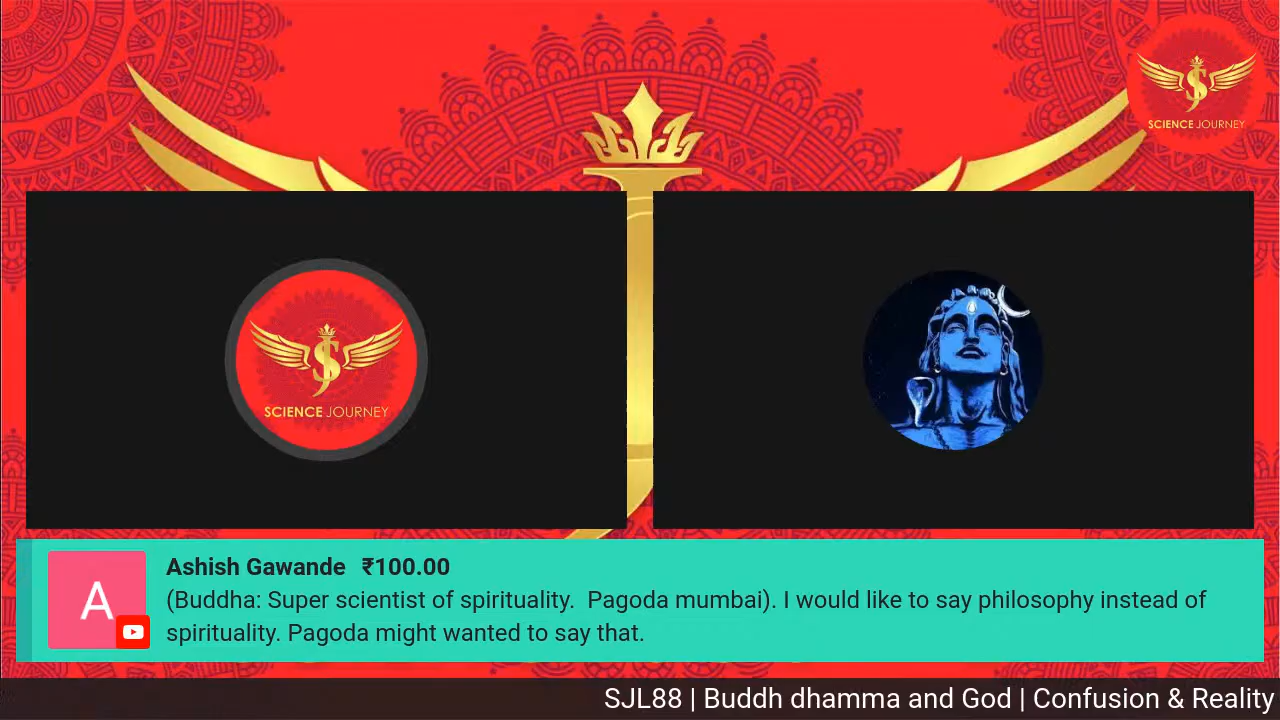 SCIENCE JOURNEY
SCIENCE JOURNEY
A
Ashish Gawande ₹100.00
(Buddha: Super scientist of spirituality. Pagoda mumbai). I would like to say philosophy instead of
spirituality. Pagoda might wanted to say that.
SJL88 | Buddh dhamma and God | Confusion & Reality